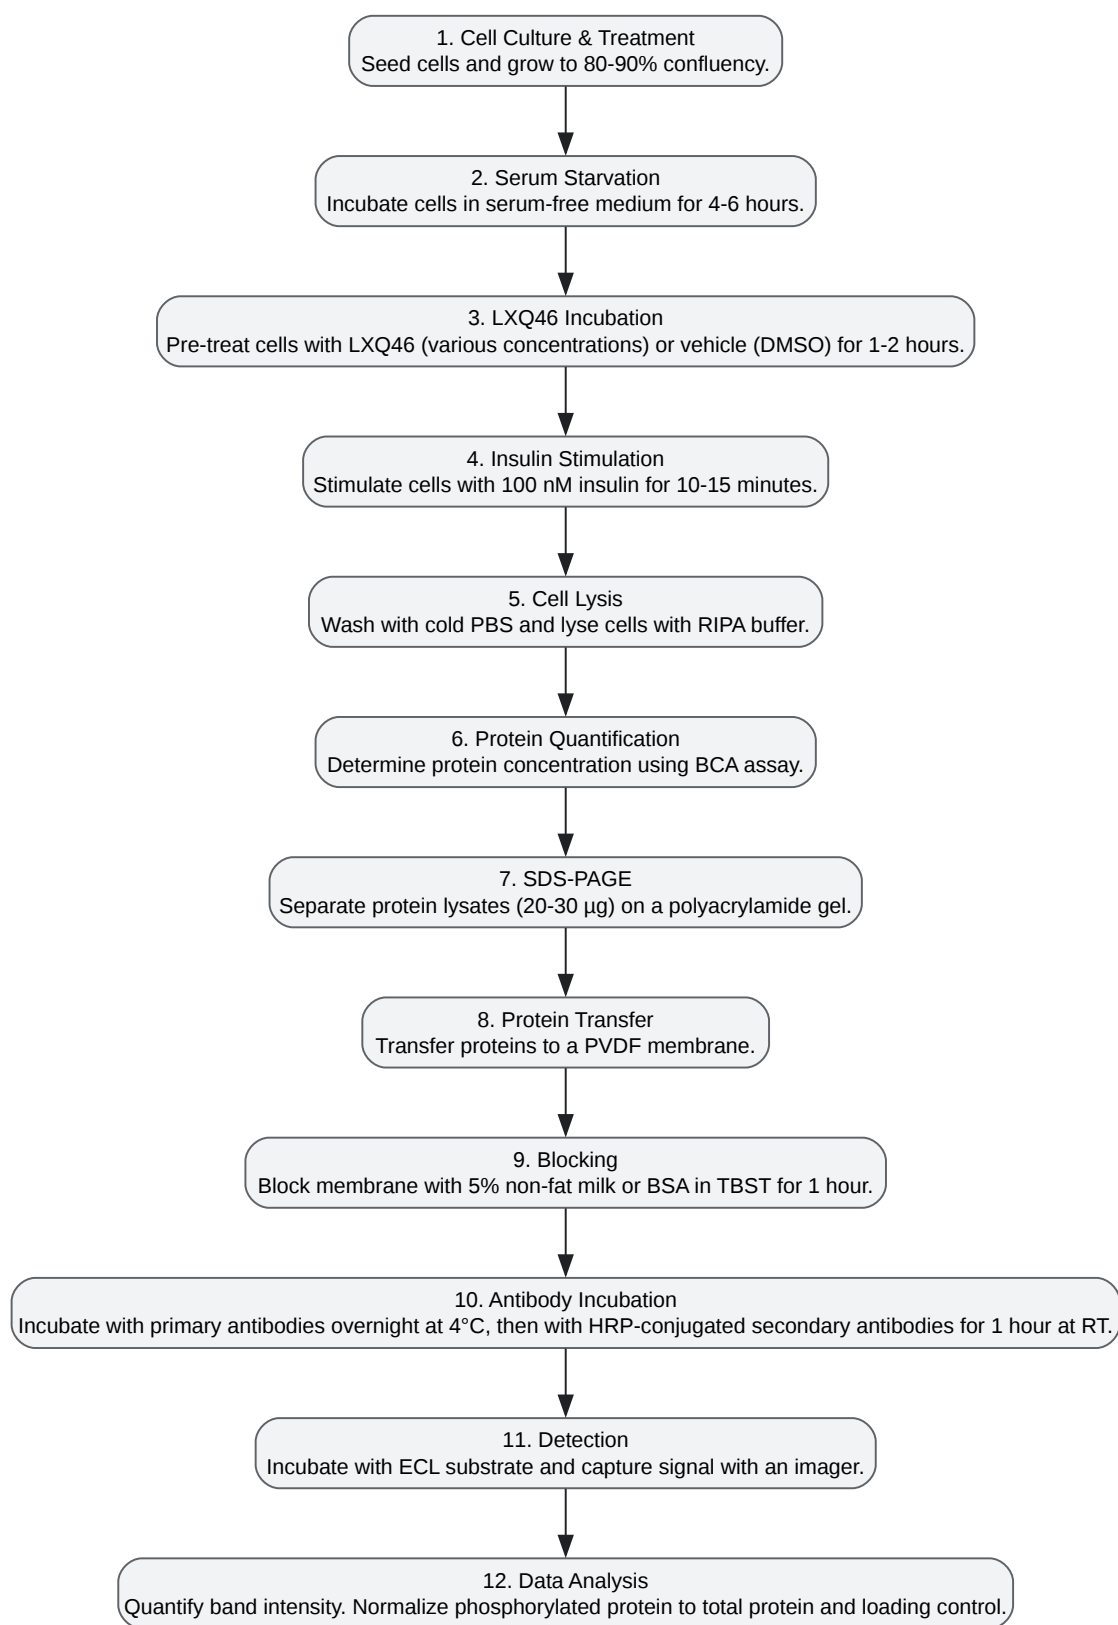 1. Cell Culture & Treatment
Seed cells and grow to 80-90% confluency.
2. Serum Starvation
Incubate cells in serum-free medium for 4-6 hours.
3. LXQ46 Incubation
Pre-treat cells with LXQ46 (various concentrations) or vehicle (DMSO) for 1-2 hours.
4. Insulin Stimulation
Stimulate cells with 100 nM insulin for 10-15 minutes.
5. Cell Lysis
Wash with cold PBS and lyse cells with RIPA buffer.
6. Protein Quantification
Determine protein concentration using BCA assay.
7. SDS-PAGE
Separate protein lysates (20-30 µg) on a polyacrylamide gel.
8. Protein Transfer
Transfer proteins to a PVDF membrane.
9. Blocking
Block membrane with 5% non-fat milk or BSA in TBST for 1 hour.
10. Antibody Incubation
Incubate with primary antibodies overnight at 4°C, then with HRP-conjugated secondary antibodies for 1 hour at RT.
11. Detection
Incubate with ECL substrate and capture signal with an imager.
12. Data Analysis
Quantify band intensity. Normalize phosphorylated protein to total protein and loading control.